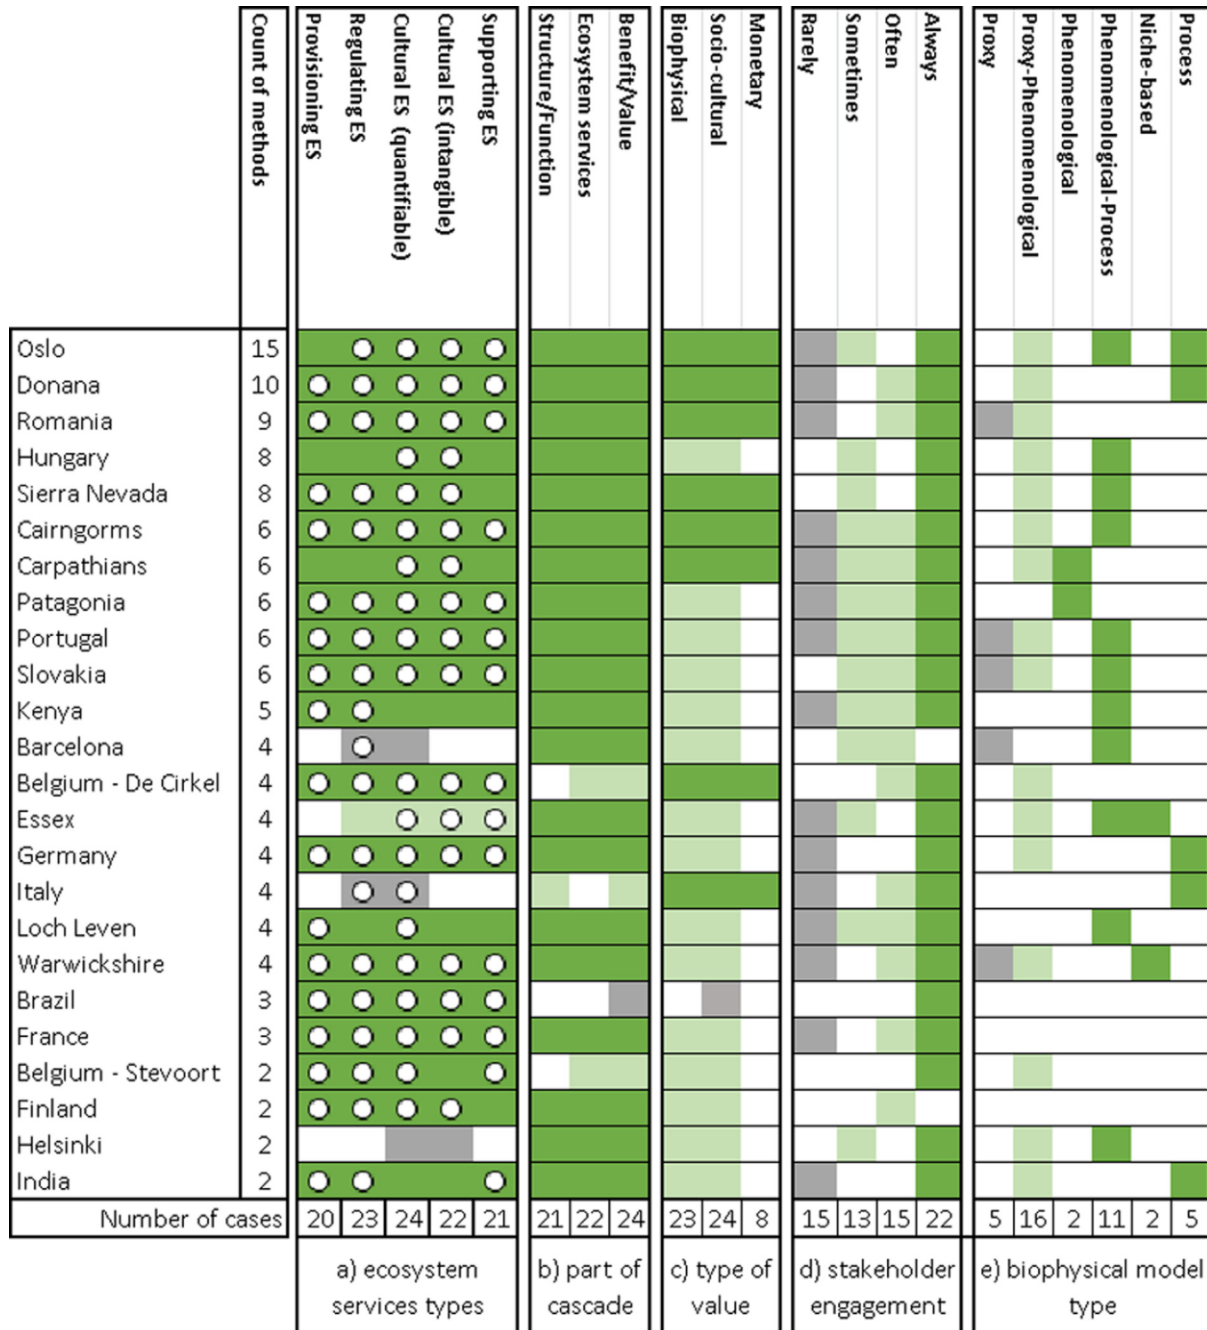 Count of methods
Provisioning ES
Regulating ES
Cultural ES (quantifiable)
Cultural ES (intangible)
Supporting ES
Structure/Function
Ecosystem services
Benefit/Value
Biophysical
Socio-cultural
Monetary
Rarely
Sometimes
Often
Always
Proxy
Proxy-Phenomenological
Phenomenological
Phenomenological-Process
Niche-based
Process
Oslo 15
Donana 10
Romania 9
Hungary 8
Sierra Nevada 8
Cairngorms 6
Carpathians 6
Patagonia 6
Portugal 6
Slovakia 6
Kenya 5
Barcelona 4
Belgium - De Cirkel 4
Essex 4
Germany 4
Italy 4
Loch Leven 4
Warwickshire 4
Brazil 3
France 3
Belgium - Stevoort 2
Finland 2
Helsinki 2
India 2
Number of cases 20 23 24 22 21 21 22 24 23 24 8 15 13 15 22 5 16 2 11 2 5
a) ecosystem
services types
b) part of
cascade
c) type of
value
d) stakeholder
engagement
e) biophysical model
type